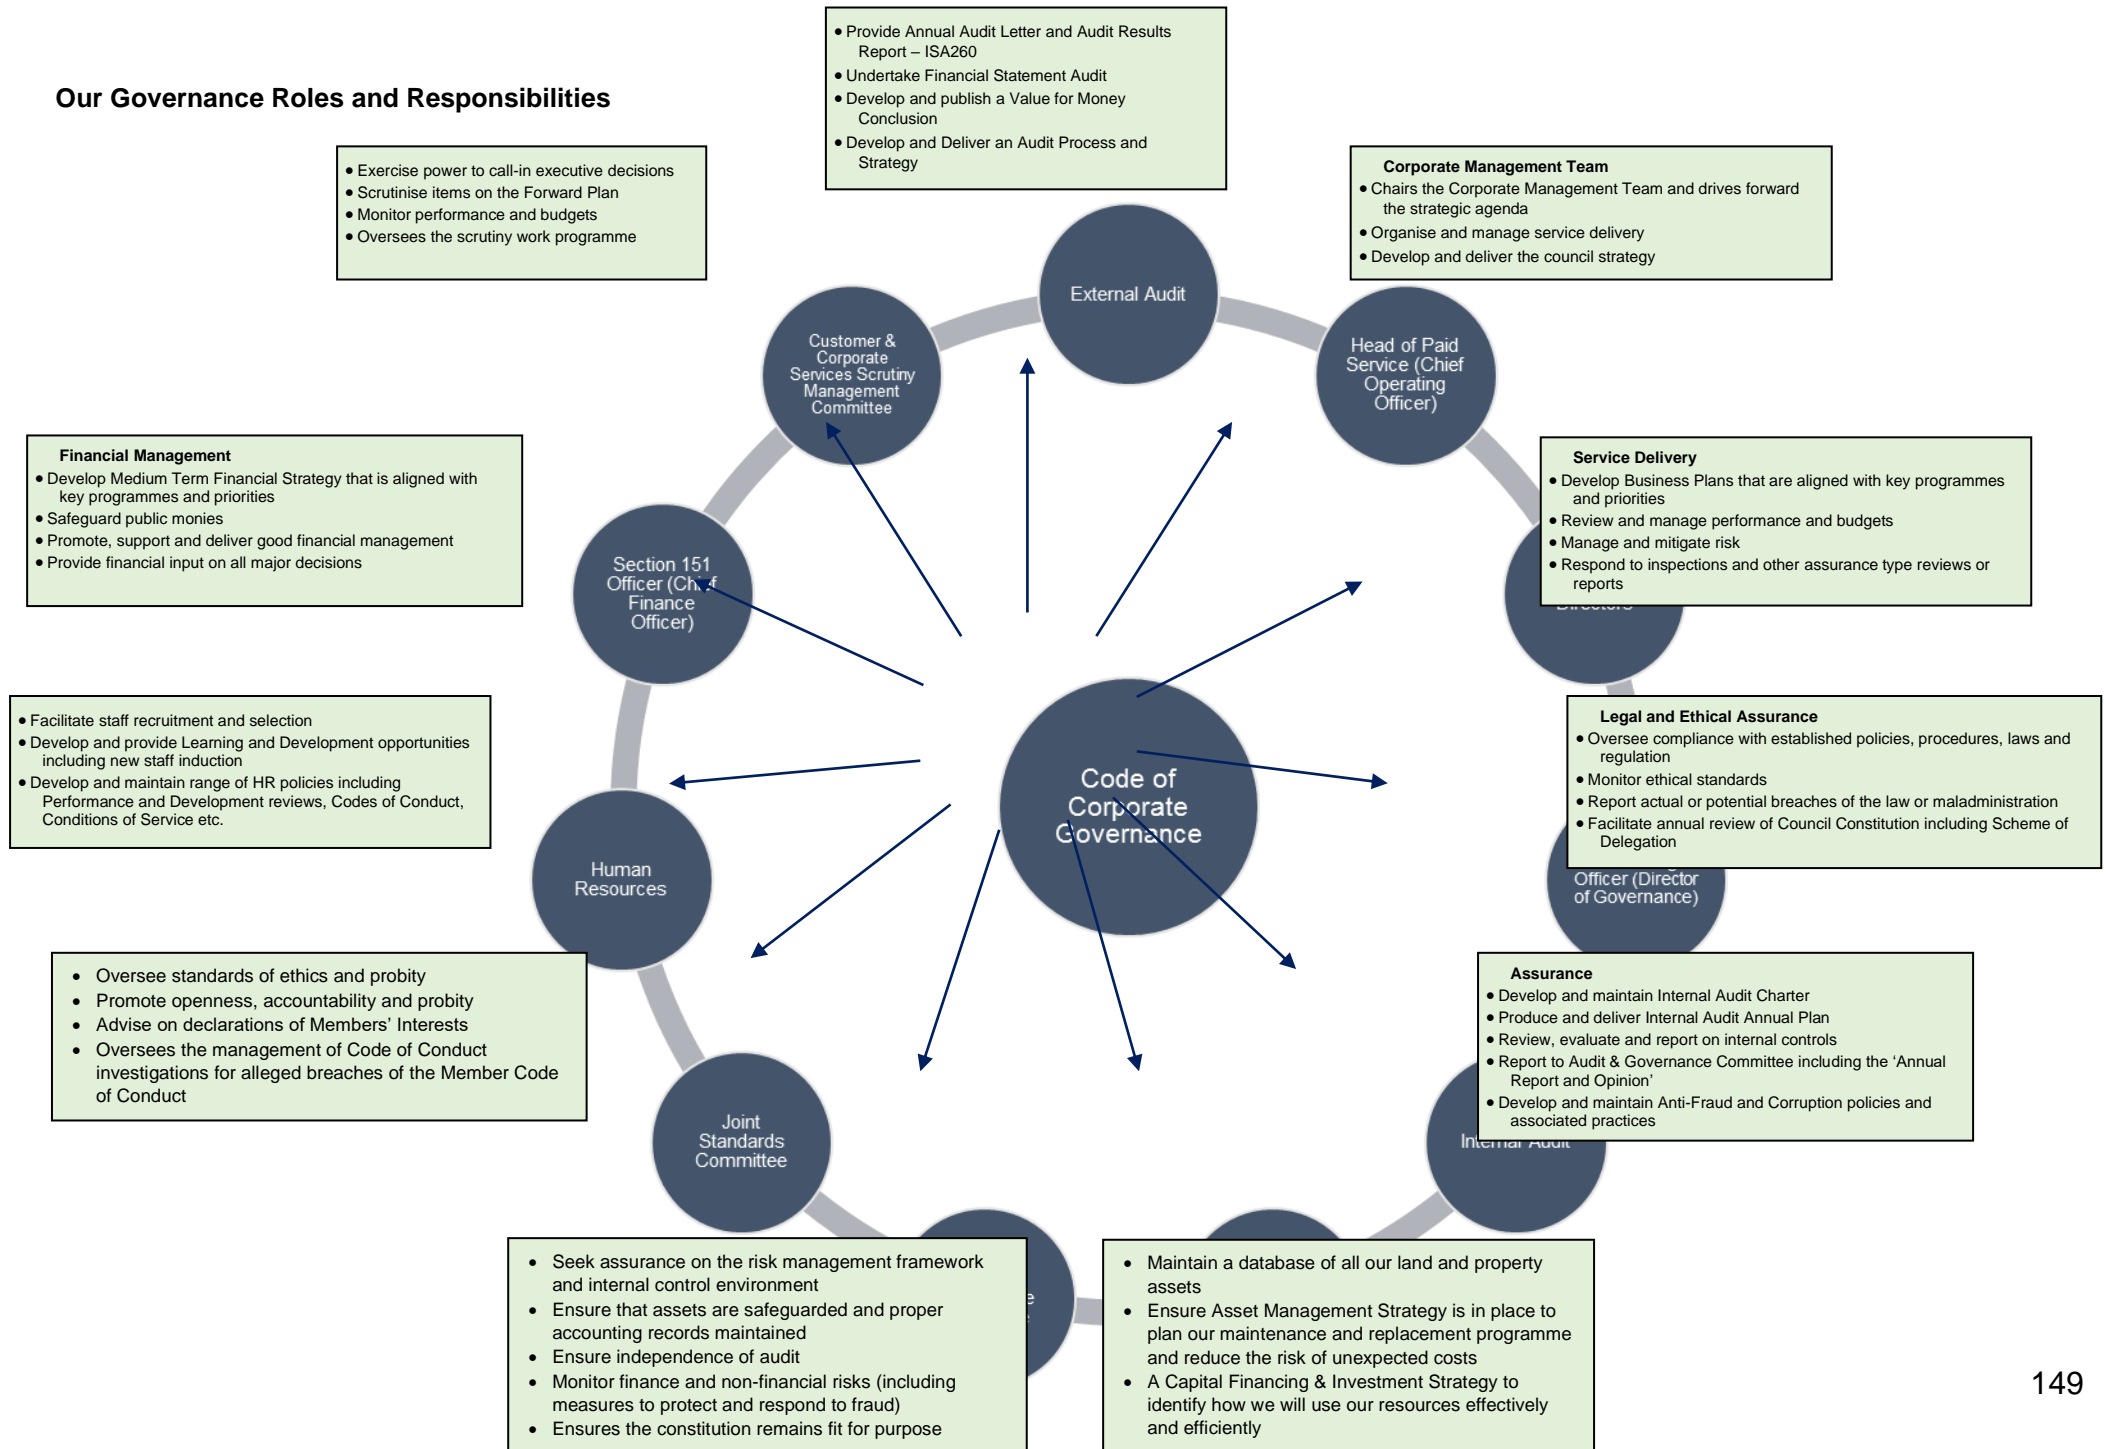 Our Governance Roles and Responsibilities
• Provide Annual Audit Letter and Audit Results
Report – ISA260
• Undertake Financial Statement Audit
• Develop and publish a Value for Money
Conclusion
• Develop and Deliver an Audit Process and
Strategy
• Exercise power to call-in executive decisions
• Scrutinise items on the Forward Plan
• Monitor performance and budgets
• Oversees the scrutiny work programme
Corporate Management Team
• Chairs the Corporate Management Team and drives forward
the strategic agenda
• Organise and manage service delivery
• Develop and deliver the council strategy
External Audit
Customer &
Corporate
Services Scrutiny
Management
Committee
Head of Paid
Service (Chief
Operating
Officer)
Financial Management
• Develop Medium Term Financial Strategy that is aligned with
key programmes and priorities
• Safeguard public monies
• Promote, support and deliver good financial management
• Provide financial input on all major decisions
Section 151
Officer (Chief
Finance
Officer)
Service Delivery
• Develop Business Plans that are aligned with key programmes
and priorities
• Review and manage performance and budgets
• Manage and mitigate risk
• Respond to inspections and other assurance type reviews or
reports
Directors
• Facilitate staff recruitment and selection
• Develop and provide Learning and Development opportunities
including new staff induction
• Develop and maintain range of HR policies including
Performance and Development reviews, Codes of Conduct,
Conditions of Service etc.
Human
Resources
Code of
Corporate
Governance
Legal and Ethical Assurance
• Oversee compliance with established policies, procedures, laws and
regulation
• Monitor ethical standards
• Report actual or potential breaches of the law or maladministration
• Facilitate annual review of Council Constitution including Scheme of
Delegation
Officer (Director
of Governance)
• Oversee standards of ethics and probity
• Promote openness, accountability and probity
• Advise on declarations of Members’ Interests
• Oversees the management of Code of Conduct
investigations for alleged breaches of the Member Code
of Conduct
Joint
Standards
Committee
Assurance
• Develop and maintain Internal Audit Charter
• Produce and deliver Internal Audit Annual Plan
• Review, evaluate and report on internal controls
• Report to Audit & Governance Committee including the ‘Annual
Report and Opinion’
• Develop and maintain Anti-Fraud and Corruption policies and
associated practices
Internal Audit
• Seek assurance on the risk management framework
and internal control environment
• Ensure that assets are safeguarded and proper
accounting records maintained
• Ensure independence of audit
• Monitor finance and non-financial risks (including
measures to protect and respond to fraud)
• Ensures the constitution remains fit for purpose
• Maintain a database of all our land and property
assets
• Ensure Asset Management Strategy is in place to
plan our maintenance and replacement programme
and reduce the risk of unexpected costs
• A Capital Financing & Investment Strategy to
identify how we will use our resources effectively
and efficiently
149